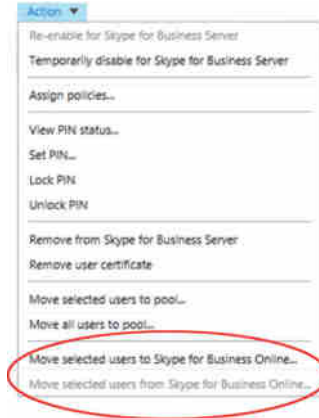 Action
Re-enable for Skype for Business Server
Temporarily disable for Skype for Business Server
Assign policies...
View PIN status...
Set PIN...
Lock PIN
Unlock PIN
Remove from Skype for Business Server
Remove user certificate
Move selected users to pool...
Move all users to pool...
Move selected users to Skype for Business Online...
Move selected users from Skype for Business Online...